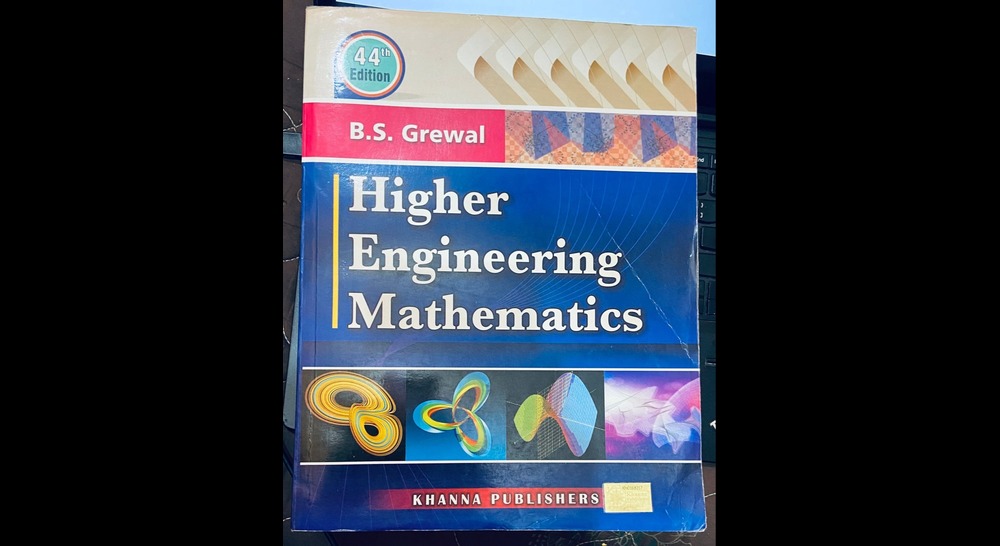 44th
Edition
B.S. Grewal
Higher
Engineering
Mathematics
KHANNA PUBLISHERS